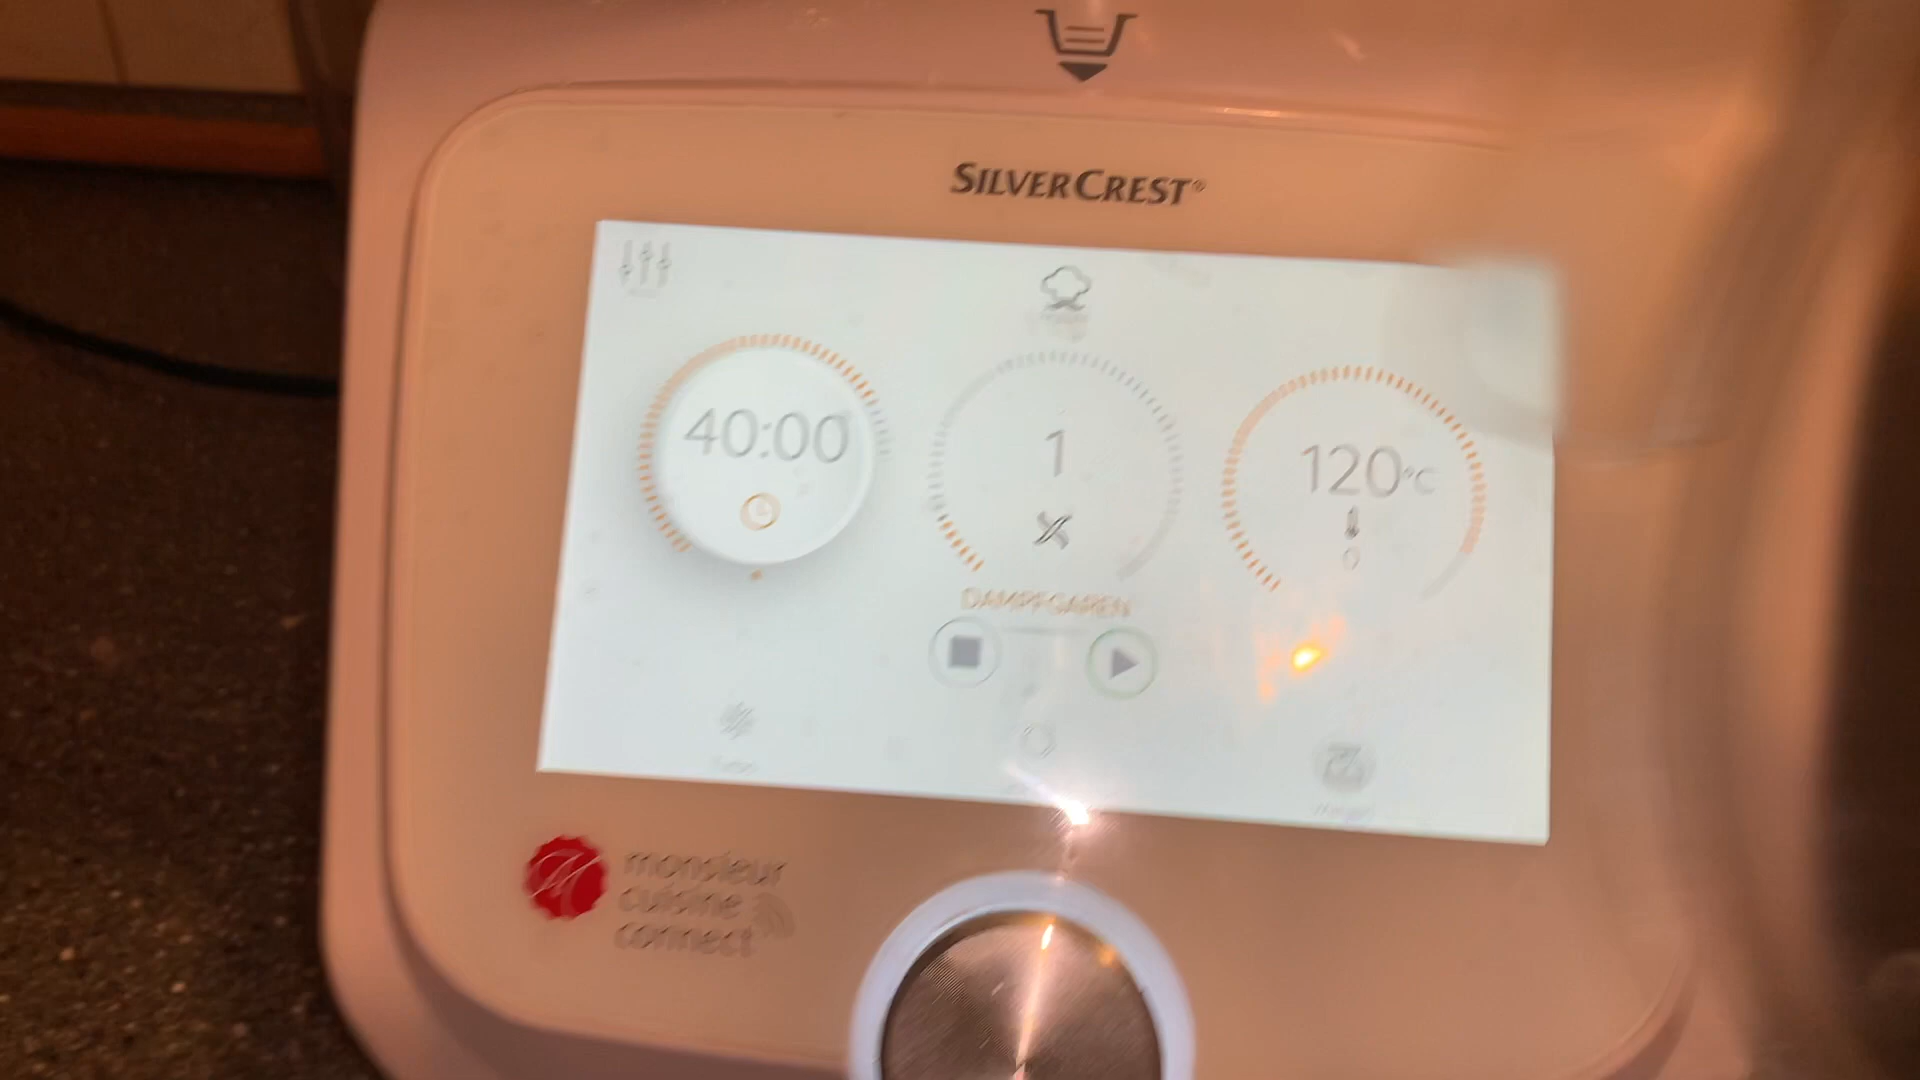 SILVERCREST®
40:00
1
120°C
DAMPFGAREN
monsieur
cuisine
connect